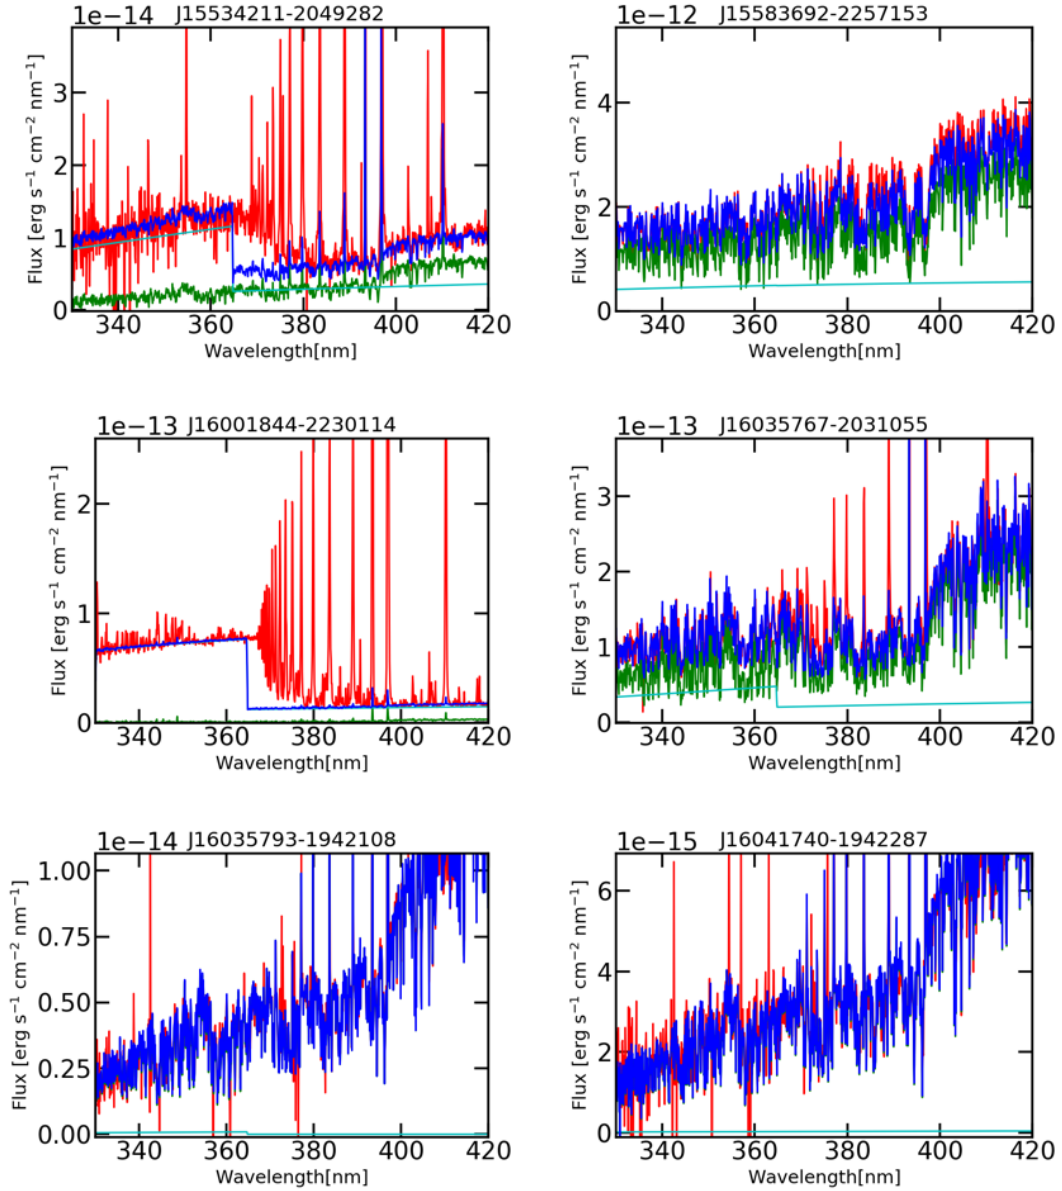 1e−14 J15534211-2049282
Flux [erg s⁻¹ cm⁻² nm⁻¹]
3
2
1
0
340 360 380 400 420
Wavelength[nm]
1e−12 J15583692-2257153
Flux [erg s⁻¹ cm⁻² nm⁻¹]
4
2
0
340 360 380 400 420
Wavelength[nm]
1e−13 J16001844-2230114
Flux [erg s⁻¹ cm⁻² nm⁻¹]
2
1
0
340 360 380 400 420
Wavelength[nm]
1e−13 J16035767-2031055
Flux [erg s⁻¹ cm⁻² nm⁻¹]
3
2
1
0
340 360 380 400 420
Wavelength[nm]
1e−14 J16035793-1942108
Flux [erg s⁻¹ cm⁻² nm⁻¹]
1.00
0.75
0.50
0.25
0.00
340 360 380 400 420
Wavelength[nm]
1e−15 J16041740-1942287
Flux [erg s⁻¹ cm⁻² nm⁻¹]
6
4
2
0
340 360 380 400 420
Wavelength[nm]